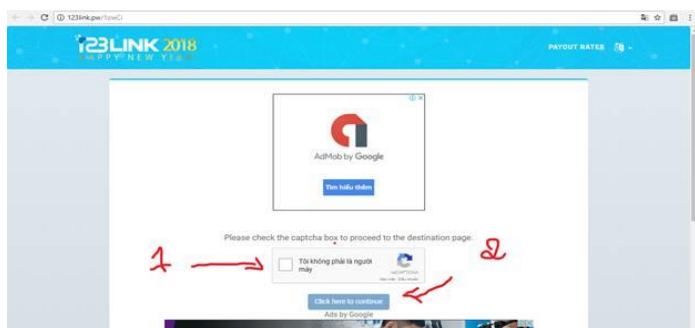 123link.pw/
123LINK 2018
HAPPY NEW YEAR
PAYOUT RATES
AdMob by Google
Tìm hiểu thêm
Please check the captcha box to proceed to the destination page.
1
2
Tôi không phải là người
máy
reCAPTCHA
Click here to continue
Ads by Google